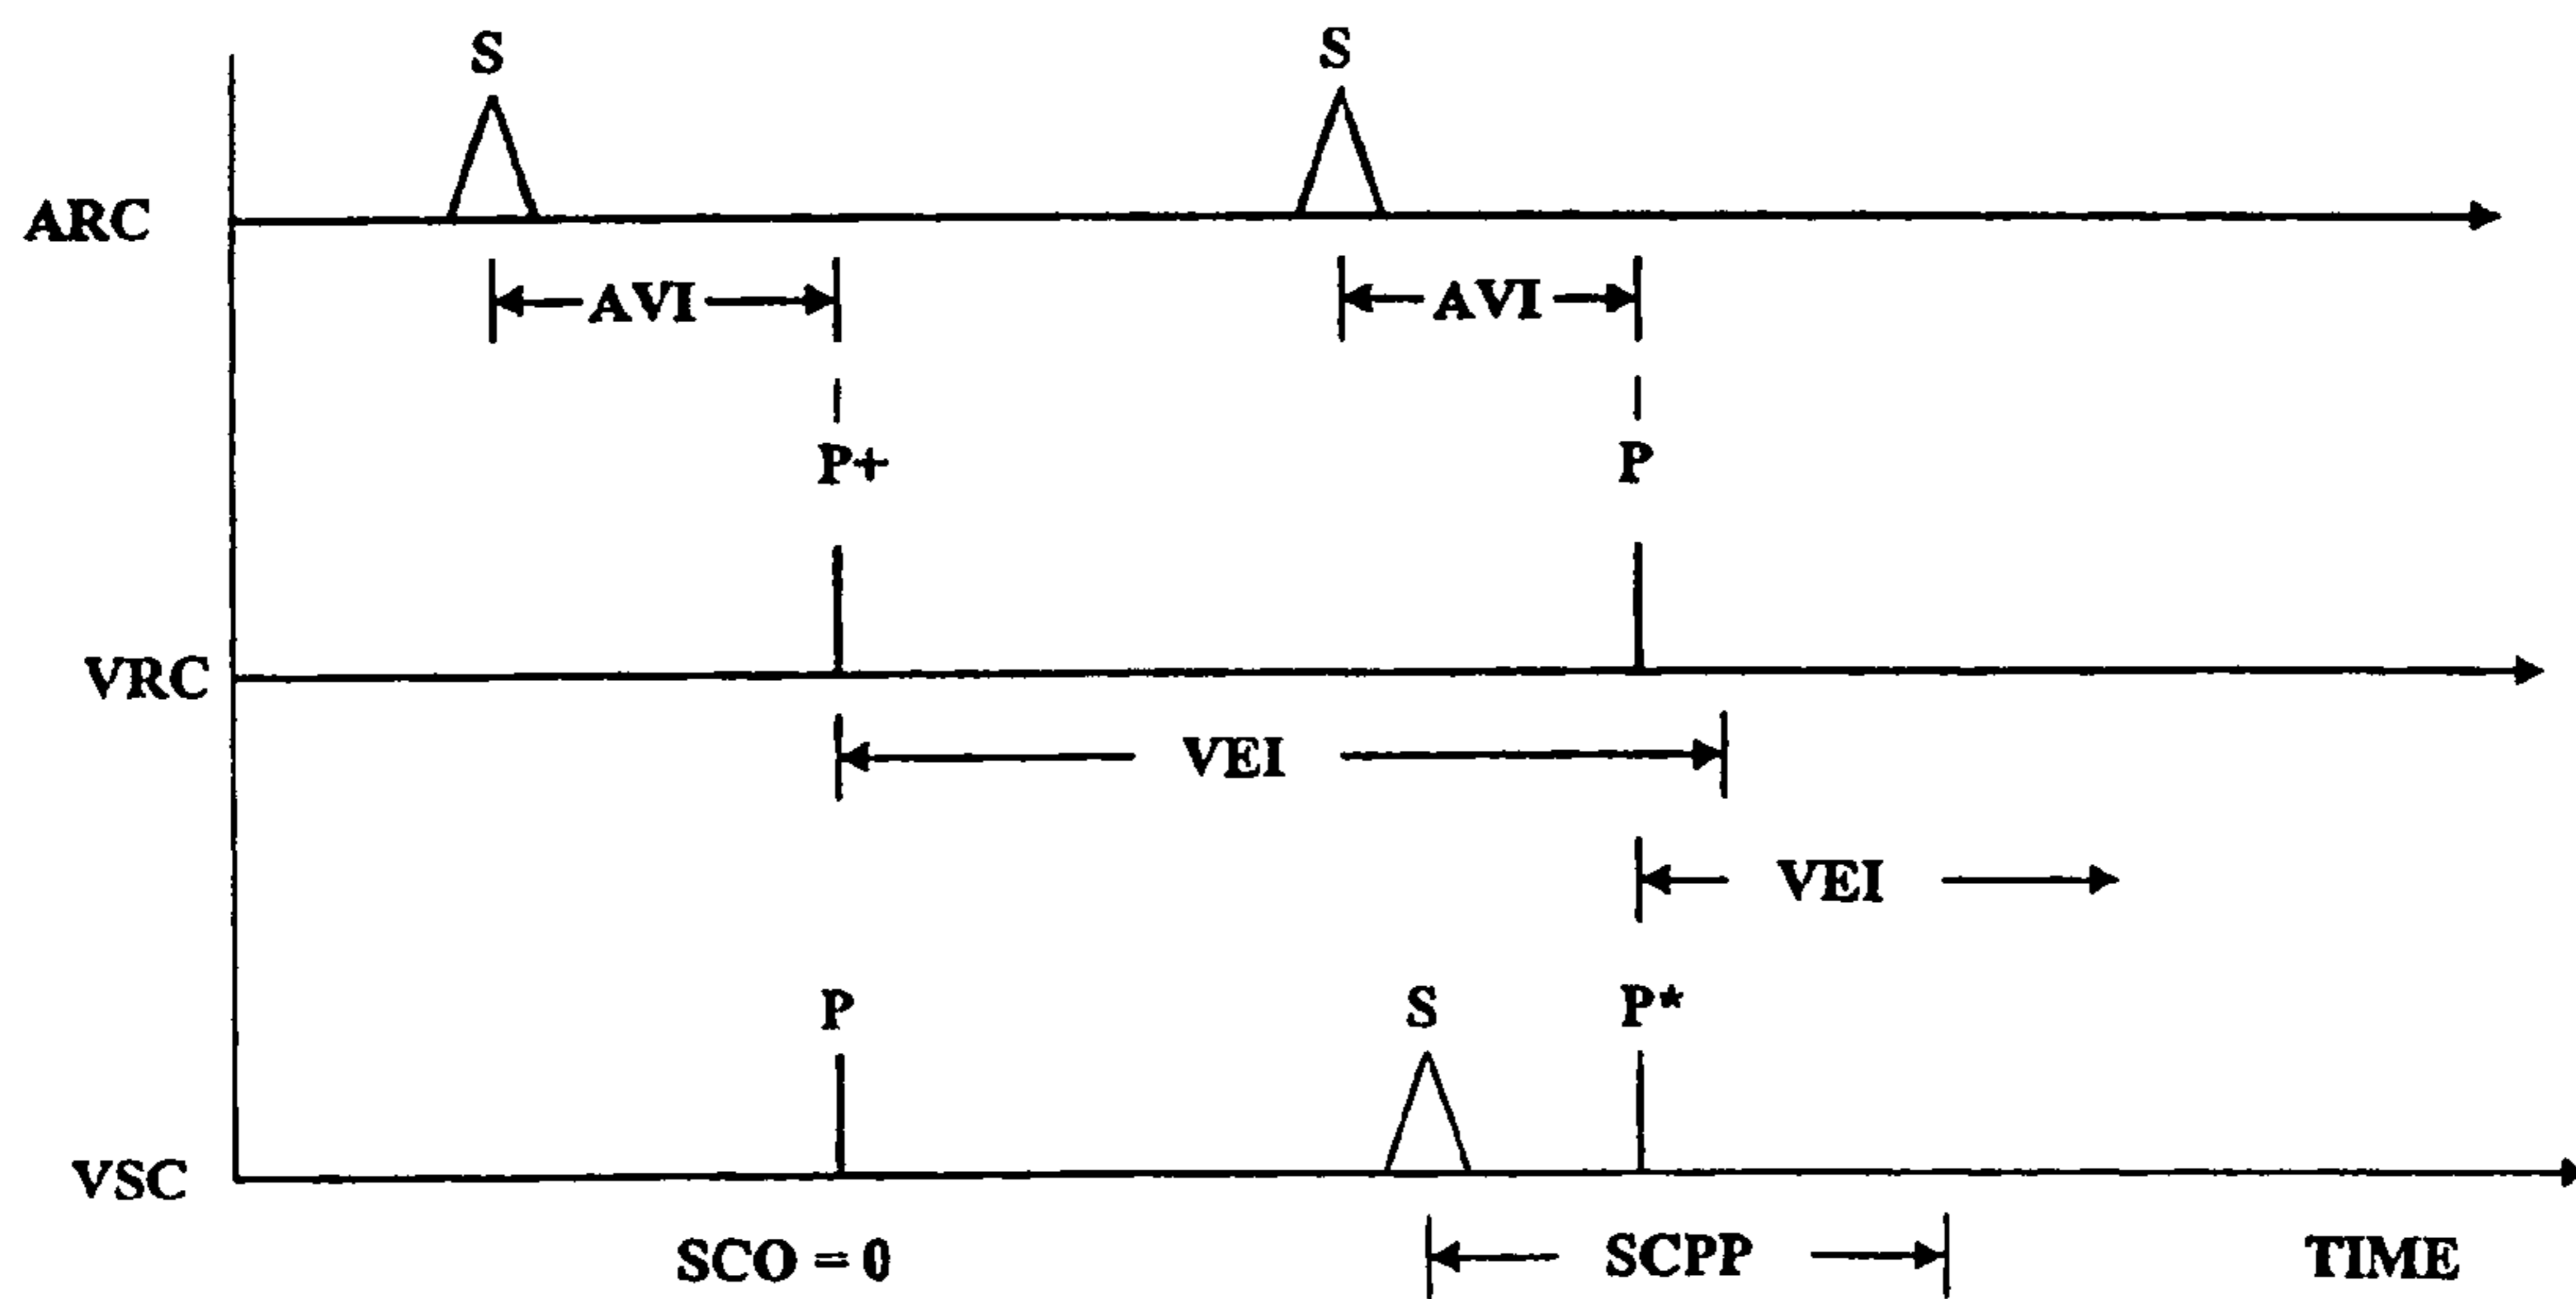 S S
ARC
AVI AVI
P+ P
VRC
VEI
VEI
P S P*
VSC
SCO = 0 SCPP TIME